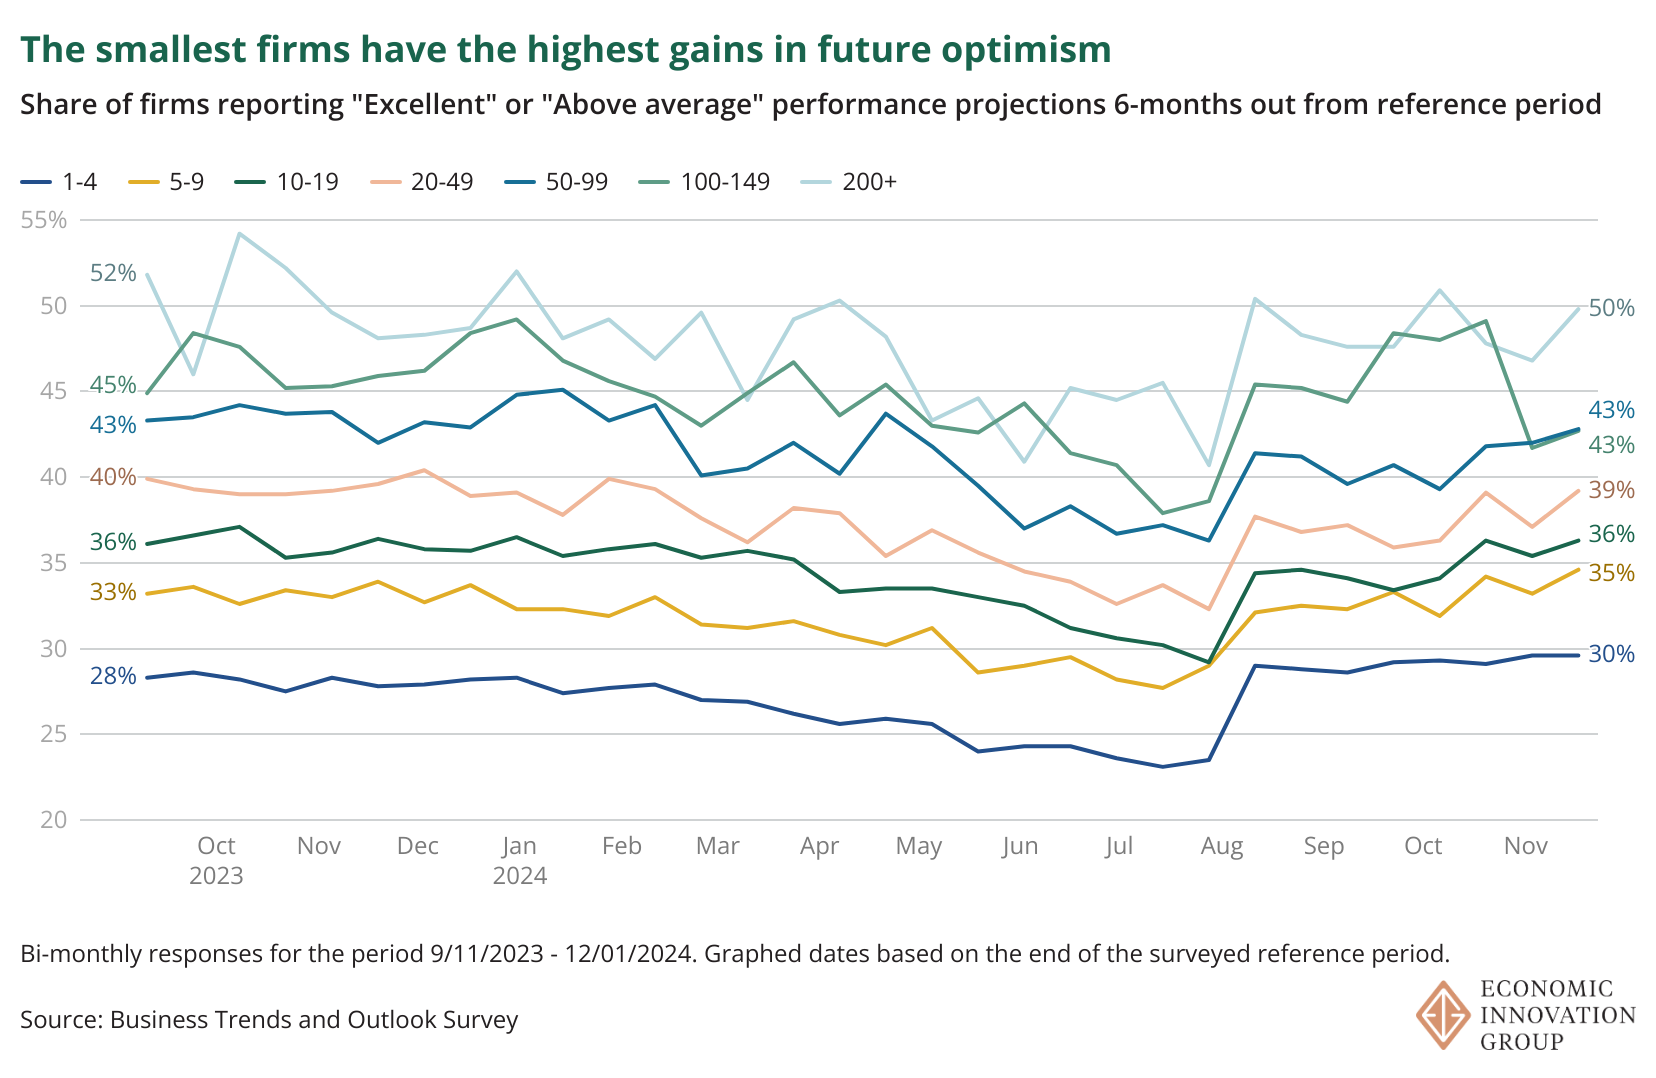 The smallest firms have the highest gains in future optimism
Share of firms reporting "Excellent" or "Above average" performance projections 6-months out from reference period
1-4 5-9 10-19 20-49 50-99 100-149 200+
55%
52%
50
50%
45%
45
43%
43%
43%
40%
40
39%
36%
36%
35
35%
33%
30
30%
28%
25
20
Oct Nov Dec Jan Feb Mar Apr May Jun Jul Aug Sep Oct Nov
2023 2024
Bi-monthly responses for the period 9/11/2023 - 12/01/2024. Graphed dates based on the end of the surveyed reference period.
Source: Business Trends and Outlook Survey
ECONOMIC
INNOVATION
GROUP